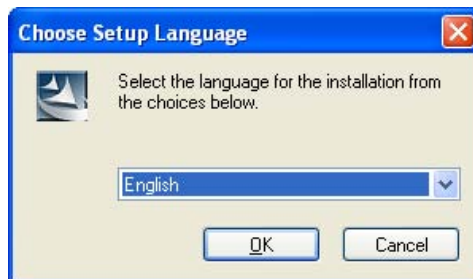 Choose Setup Language
Select the language for the installation from
the choices below.
English
OK
Cancel